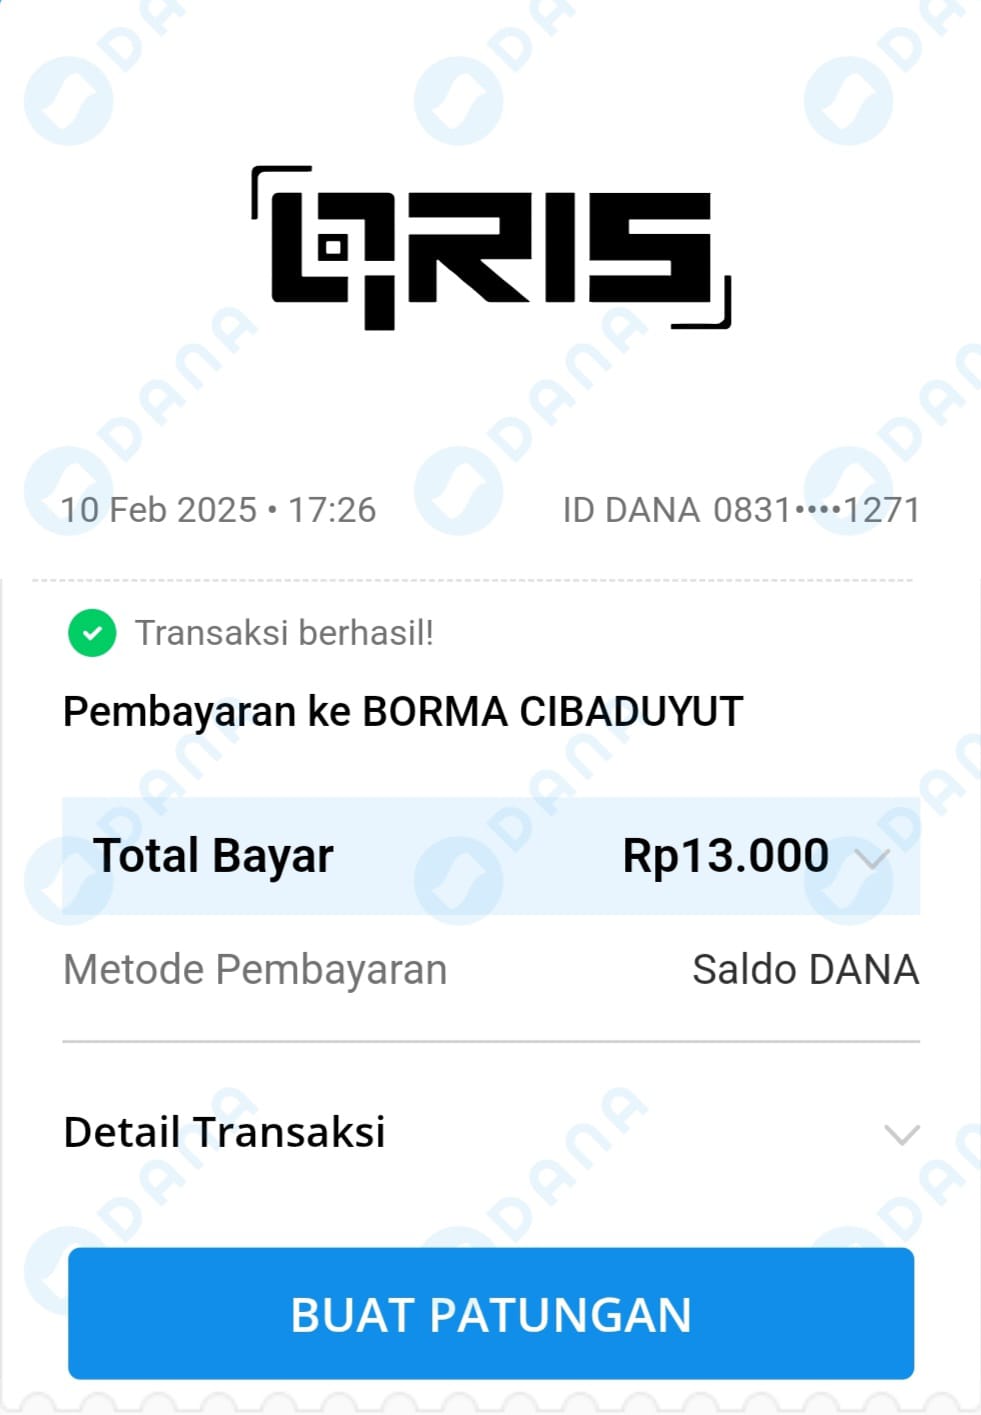 QRIS
10 Feb 2025 • 17:26 ID DANA 0831••••1271
Transaksi berhasil!
Pembayaran ke BORMA CIBADUYUT
Total Bayar Rp13.000
Metode Pembayaran Saldo DANA
Detail Transaksi
BUAT PATUNGAN
DANA